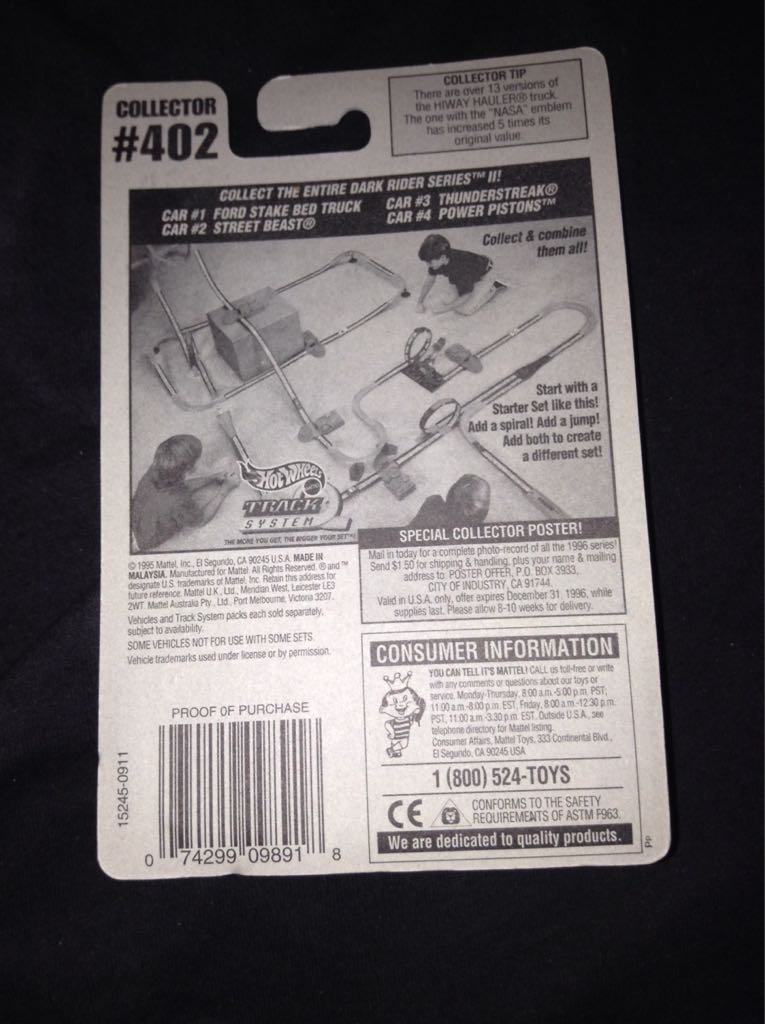 COLLECTOR
#402
COLLECTOR TIP
There are over 13 versions of
the HIWAY HAULER® truck.
The one with the "NASA" emblem
has increased 5 times its
original value.
COLLECT THE ENTIRE DARK RIDER SERIES™ II!
CAR #1 FORD STAKE BED TRUCK
CAR #2 STREET BEAST®
CAR #3 THUNDERSTREAK®
CAR #4 POWER PISTONS™
Collect & combine
them all!
Start with a
Starter Set like this!
Add a spiral! Add a jump!
Add both to create
a different set!
HOT WHEELS
TRACK
SYSTEM
THE MORE YOU GET, THE BIGGER YOUR SET!
© 1995 Mattel, Inc., El Segundo, CA 90245 U.S.A. MADE IN
MALAYSIA. Manufactured for Mattel. All Rights Reserved. ® and ™
designate U.S. trademarks of Mattel, Inc. Retain this address for
future reference. Mattel U.K., Ltd., Meridian West, Leicester LE3
2WT. Mattel Australia Pty., Ltd., Port Melbourne, Victoria 3207.
Vehicles and Track System packs each sold separately,
subject to availability.
SOME VEHICLES NOT FOR USE WITH SOME SETS.
Vehicle trademarks used under license or by permission.
SPECIAL COLLECTOR POSTER!
Mail in today for a complete photo-record of all the 1996 series!
Send $1.50 for shipping & handling, plus your name & mailing
address to: POSTER OFFER, P.O. BOX 3933,
CITY OF INDUSTRY, CA 91744.
Valid in U.S.A. only, offer expires December 31, 1996, while
supplies last. Please allow 8-10 weeks for delivery.
CONSUMER INFORMATION
YOU CAN TELL IT'S MATTEL! CALL us toll-free or write
with any comments or questions about our toys or
service. Monday-Thursday, 8:00 a.m.-5:00 p.m. PST,
11:00 a.m.-8:00 p.m. EST, Friday, 8:00 a.m.-12:30 p.m.
PST, 11:00 a.m.-3:30 p.m. EST. Outside U.S.A., see
telephone directory for Mattel listing.
Consumer Affairs, Mattel Toys, 333 Continental Blvd.,
El Segundo, CA 90245 USA
1 (800) 524-TOYS
CE
CONFORMS TO THE SAFETY
REQUIREMENTS OF ASTM F963.
We are dedicated to quality products.
Pp
PROOF OF PURCHASE
15245-0911
0 74299 09891 8